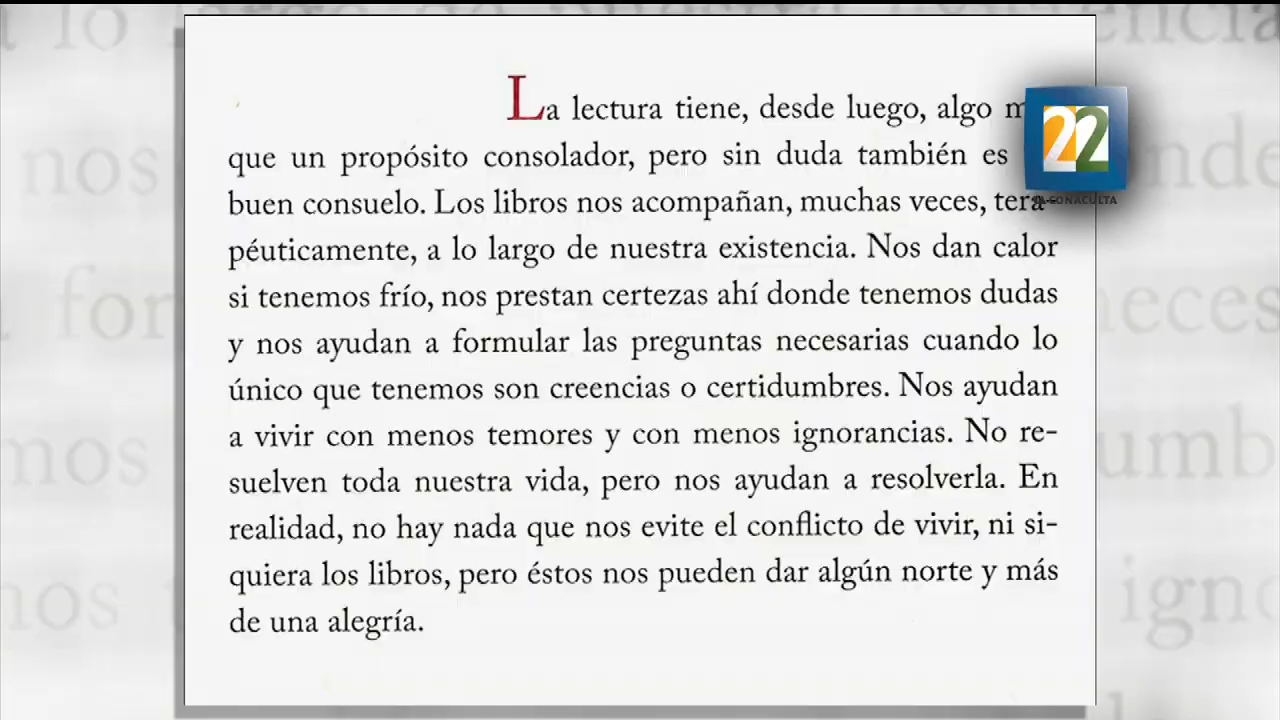 La lectura tiene, desde luego, algo
que un propósito consolador, pero sin duda también es
buen consuelo. Los libros nos acompañan, muchas veces, tera-
péuticamente, a lo largo de nuestra existencia. Nos dan calor
si tenemos frío, nos prestan certezas ahí donde tenemos dudas
y nos ayudan a formular las preguntas necesarias cuando lo
único que tenemos son creencias o certidumbres. Nos ayudan
a vivir con menos temores y con menos ignorancias. No re-
suelven toda nuestra vida, pero nos ayudan a resolverla. En
realidad, no hay nada que nos evite el conflicto de vivir, ni si-
quiera los libros, pero éstos nos pueden dar algún norte y más
de una alegría.
22
CONACULTA